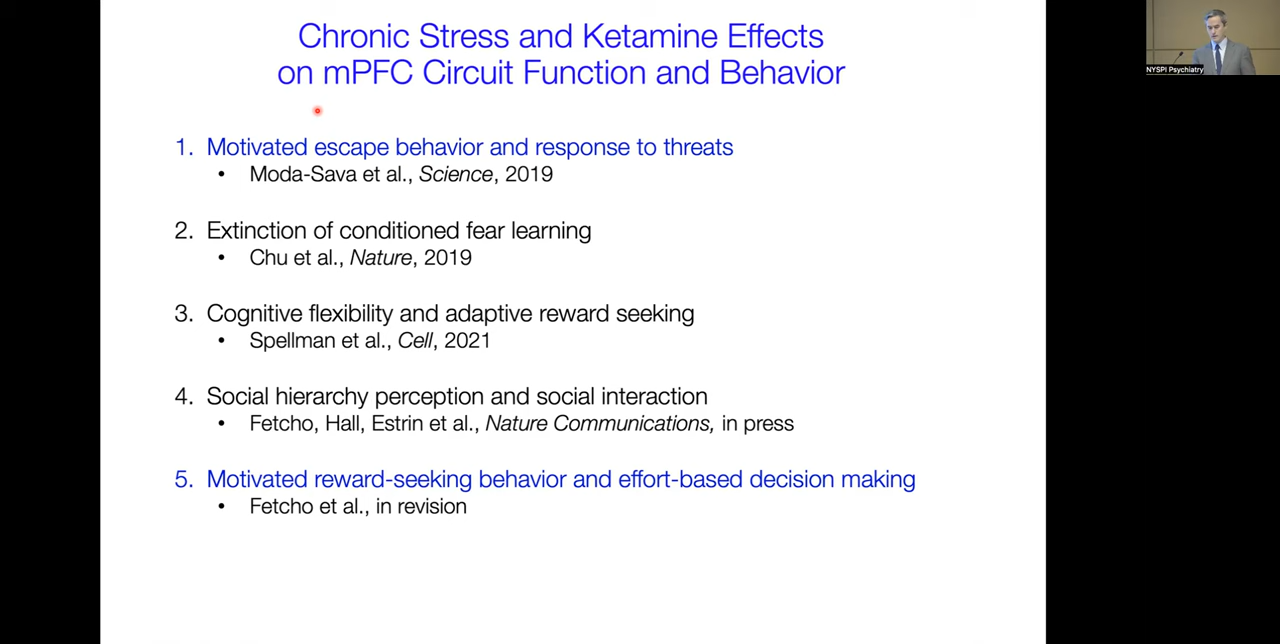 Chronic Stress and Ketamine Effects
on mPFC Circuit Function and Behavior
NYSPI Psychiatry
1. Motivated escape behavior and response to threats
• Moda-Sava et al., Science, 2019
2. Extinction of conditioned fear learning
• Chu et al., Nature, 2019
3. Cognitive flexibility and adaptive reward seeking
• Spellman et al., Cell, 2021
4. Social hierarchy perception and social interaction
• Fetcho, Hall, Estrin et al., Nature Communications, in press
5. Motivated reward-seeking behavior and effort-based decision making
• Fetcho et al., in revision